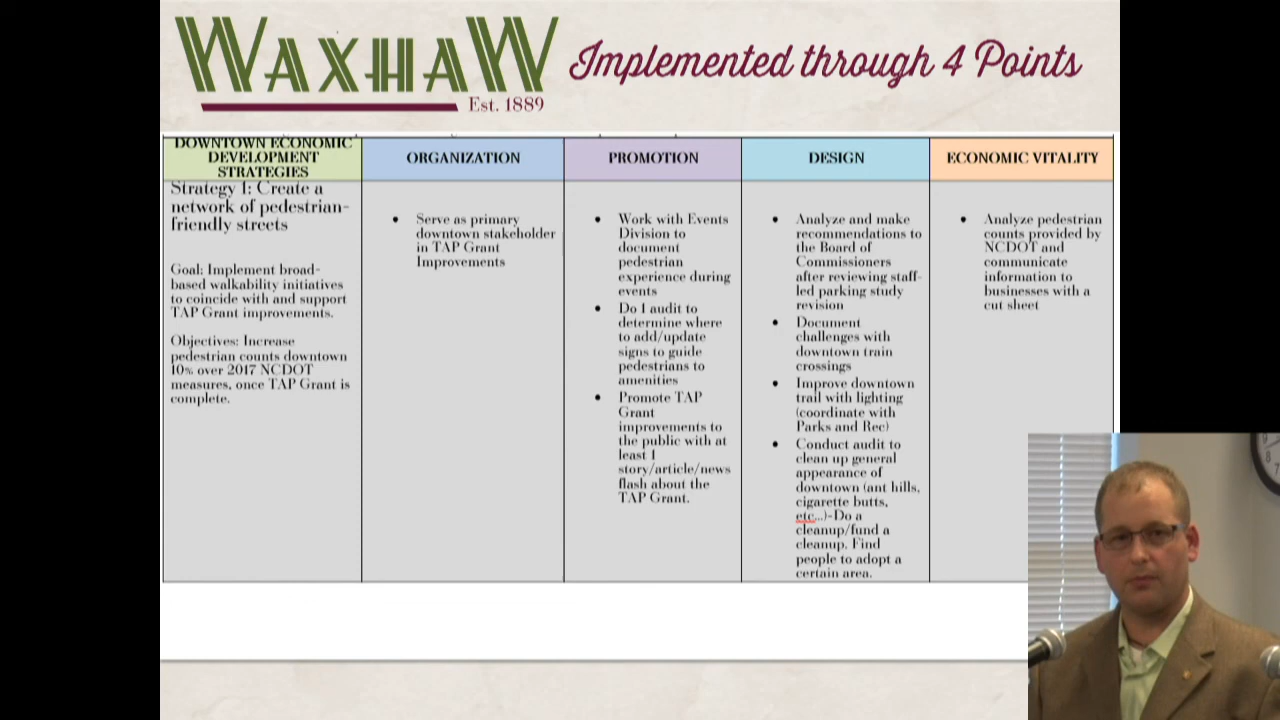 WAXHAW
Est. 1889
Implemented through 4 Points
DOWNTOWN ECONOMIC
DEVELOPMENT
STRATEGIES
ORGANIZATION
PROMOTION
DESIGN
ECONOMIC VITALITY
Strategy 1: Create a
network of pedestrian-
friendly streets
Goal: Implement broad-
based walkability initiatives
to coincide with and support
TAP Grant improvements.
Objectives: Increase
pedestrian counts downtown
10% over 2017 NCDOT
measures, once TAP Grant is
complete.
• Serve as primary
downtown stakeholder
in TAP Grant
Improvements
• Work with Events
Division to
document
pedestrian
experience during
events
• Do 1 audit to
determine where
to add/update
signs to guide
pedestrians to
amenities
• Promote TAP
Grant
improvements to
the public with at
least 1
story/article/news
flash about the
TAP Grant.
• Analyze and make
recommendations to
the Board of
Commissioners
after reviewing staff-
led parking study
revision
• Document
challenges with
downtown train
crossings
• Improve downtown
trail with lighting
(coordinate with
Parks and Rec)
• Conduct audit to
clean up general
appearance of
downtown (ant hills,
cigarette butts,
etc...)-Do a
cleanup/fund a
cleanup. Find
people to adopt a
certain area.
• Analyze pedestrian
counts provided by
NCDOT and
communicate
information to
businesses with a
cut sheet
9
8
7